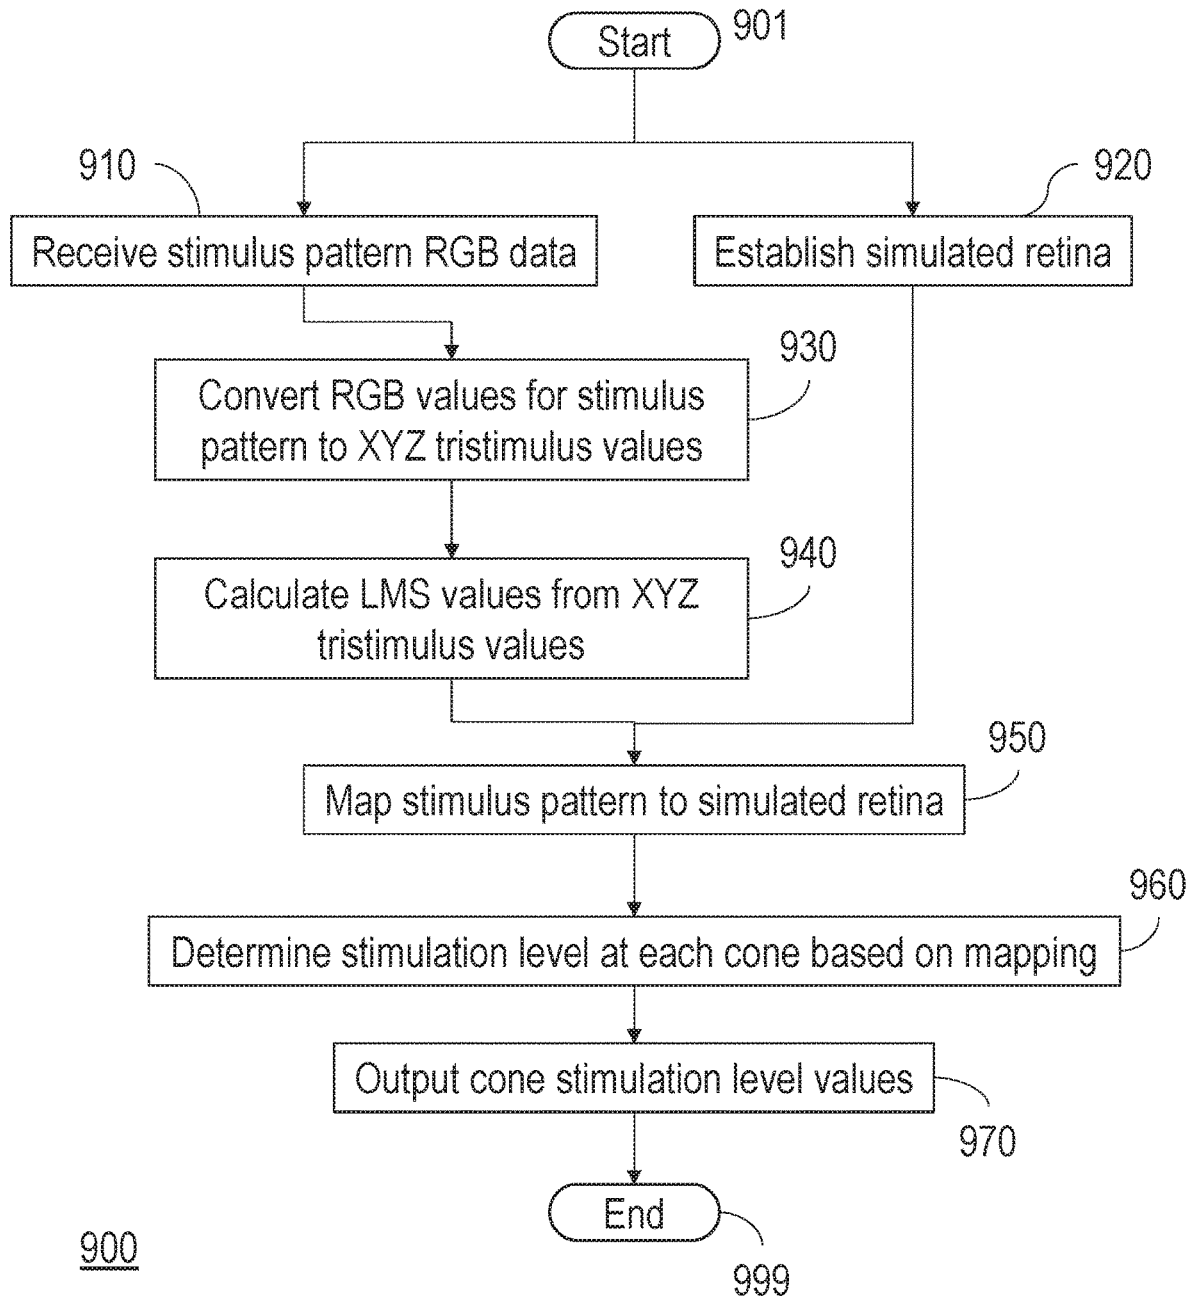 Start
901
910
920
Receive stimulus pattern RGB data
Establish simulated retina
930
Convert RGB values for stimulus
pattern to XYZ tristimulus values
940
Calculate LMS values from XYZ
tristimulus values
950
Map stimulus pattern to simulated retina
960
Determine stimulation level at each cone based on mapping
Output cone stimulation level values
970
End
900
999